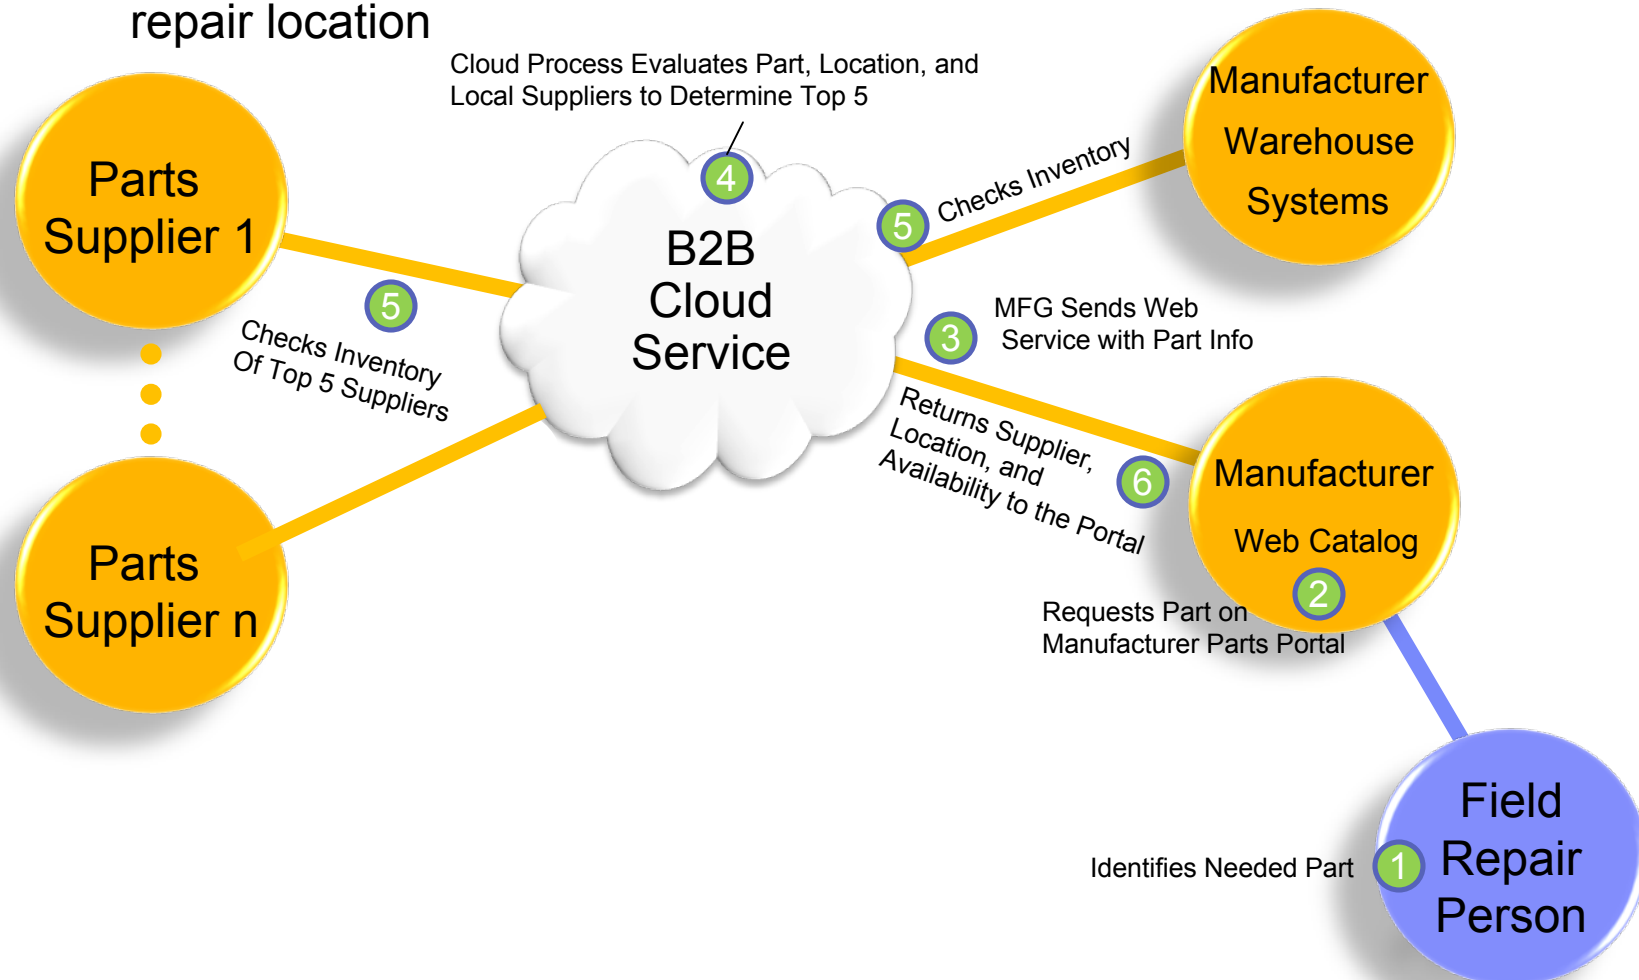 repair location
Cloud Process Evaluates Part, Location, and
Local Suppliers to Determine Top 5
4
Manufacturer
Warehouse
Systems
Parts
Supplier 1
5
Checks Inventory
B2B
Cloud
Service
5
Checks Inventory
Of Top 5 Suppliers
3
MFG Sends Web
Service with Part Info
Returns Supplier,
Location, and
Availability to the Portal
6
Manufacturer
Web Catalog
2
Requests Part on
Manufacturer Parts Portal
Parts
Supplier n
Identifies Needed Part
1
Field
Repair
Person